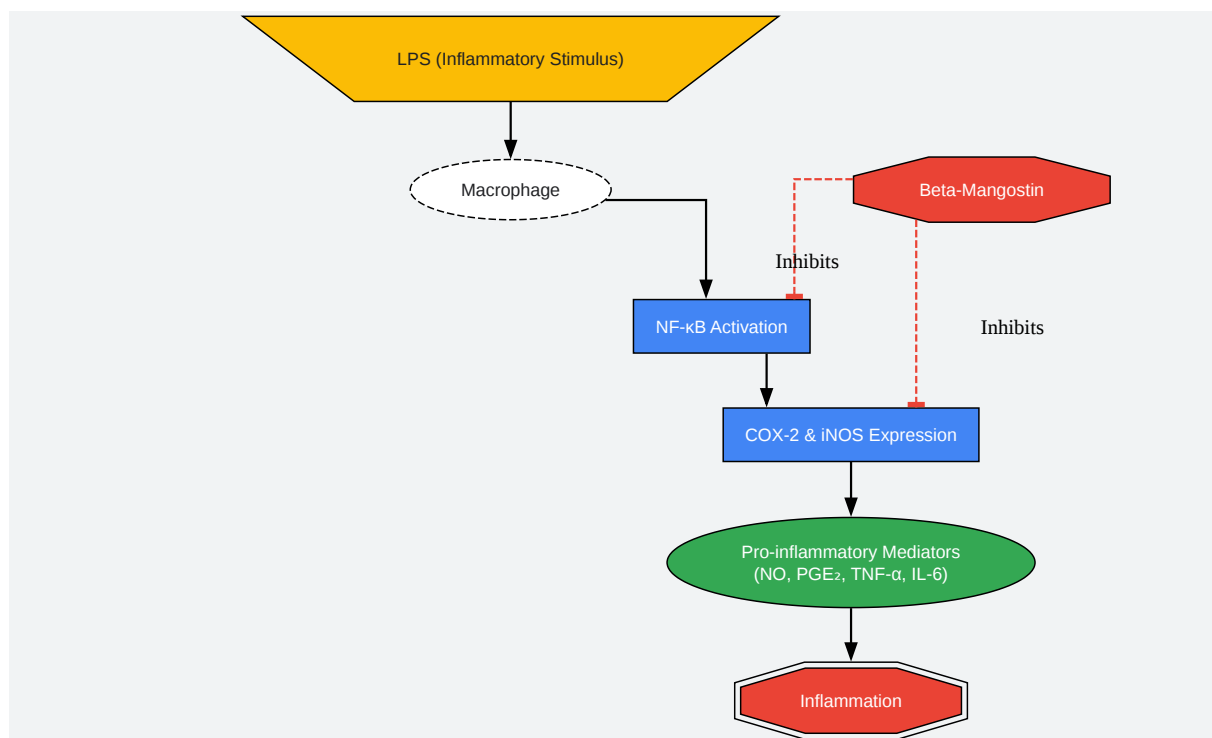 LPS (Inflammatory Stimulus)
Macrophage
Beta-Mangostin
Inhibits
NF-κB Activation
Inhibits
COX-2 & iNOS Expression
Pro-inflammatory Mediators
(NO, PGE₂, TNF-α, IL-6)
Inflammation